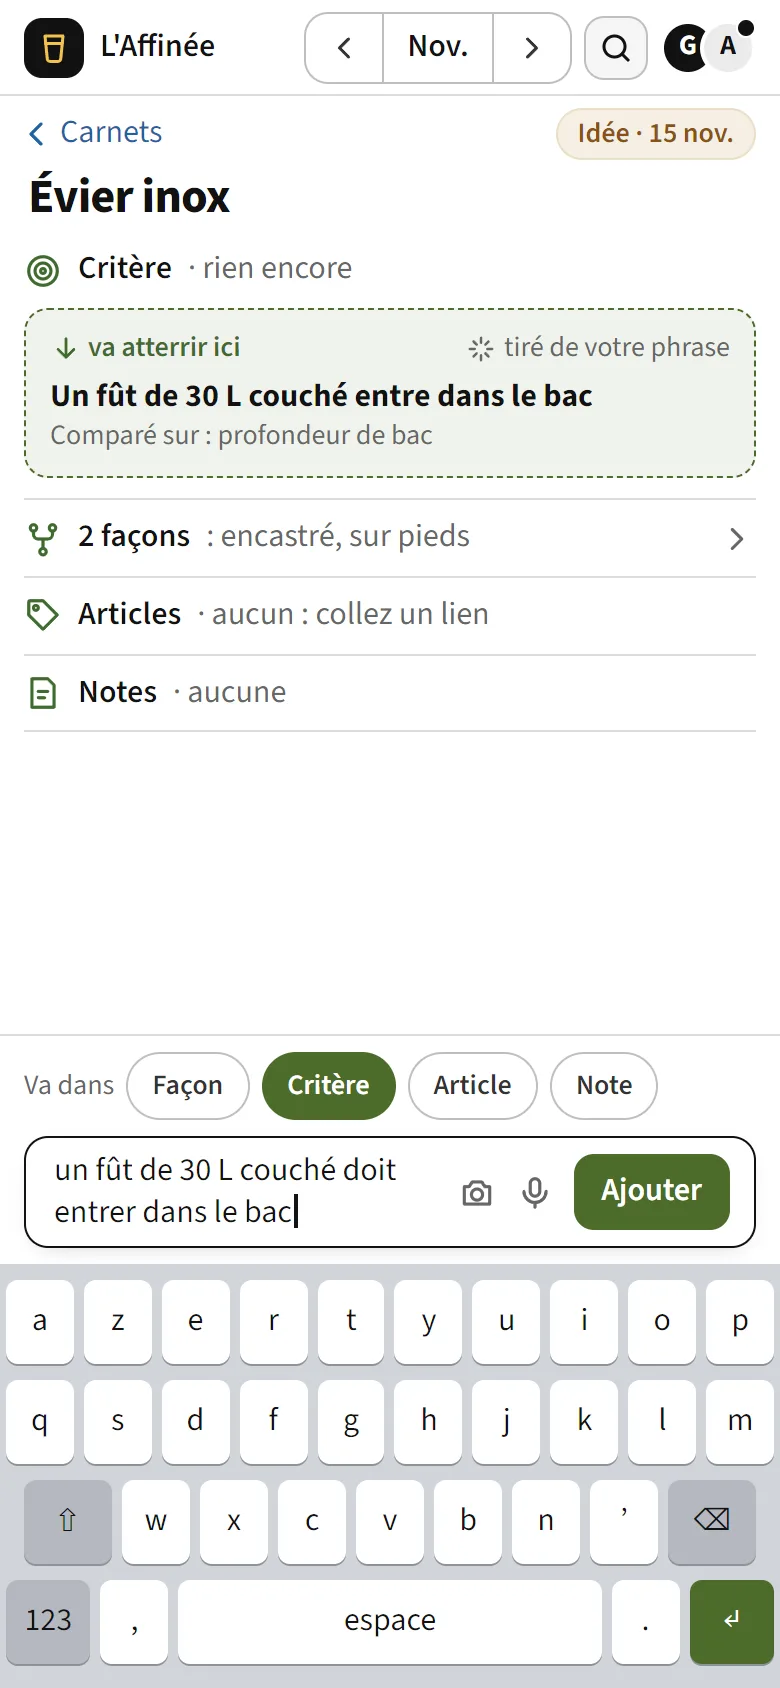 L'Affinée
Nov.
G
A
Carnets
Idée · 15 nov.
Évier inox
Critère · rien encore
va atterrir ici
tiré de votre phrase
Un fût de 30 L couché entre dans le bac
Comparé sur : profondeur de bac
2 façons : encastré, sur pieds
Articles · aucun : collez un lien
Notes · aucune
Va dans
Façon
Critère
Article
Note
un fût de 30 L couché doit
entrer dans le bac
Ajouter
a z e r t y u i o p
q s d f g h j k l m
⇧ w x c v b n ’ ⌫
123 , espace . ↵